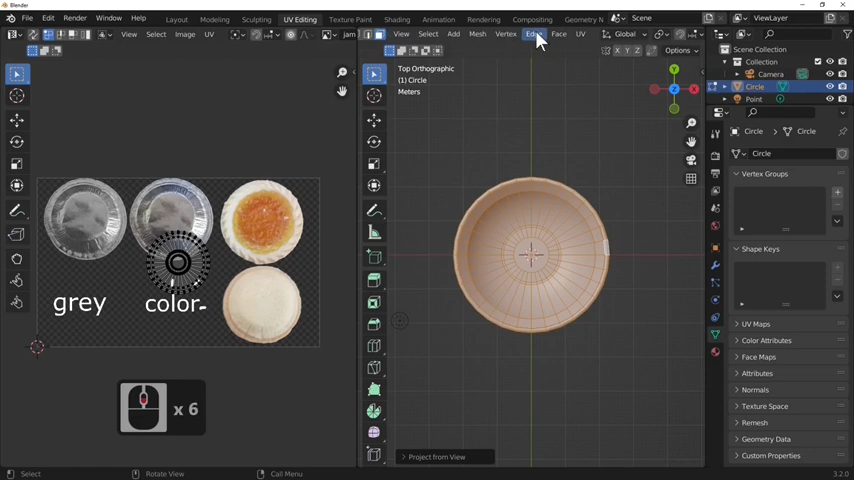 Blender
File Edit Render Window Help Layout Modeling Sculpting UV Editing Texture Paint Shading Animation Rendering Compositing Geometry N Scene ViewLayer
View Select Image UV jam View Select Add Mesh Vertex Edge Face UV Global
X Y Z Options
Top Orthographic
(1) Circle
Meters
Y
X
Z
grey color
x 6
Project from View
Scene Collection
Collection
Camera
Circle
Point
Circle Circle
Circle
Vertex Groups
Shape Keys
UV Maps
Color Attributes
Face Maps
Attributes
Normals
Texture Space
Remesh
Geometry Data
Custom Properties
Select Rotate View Call Menu 3.2.0